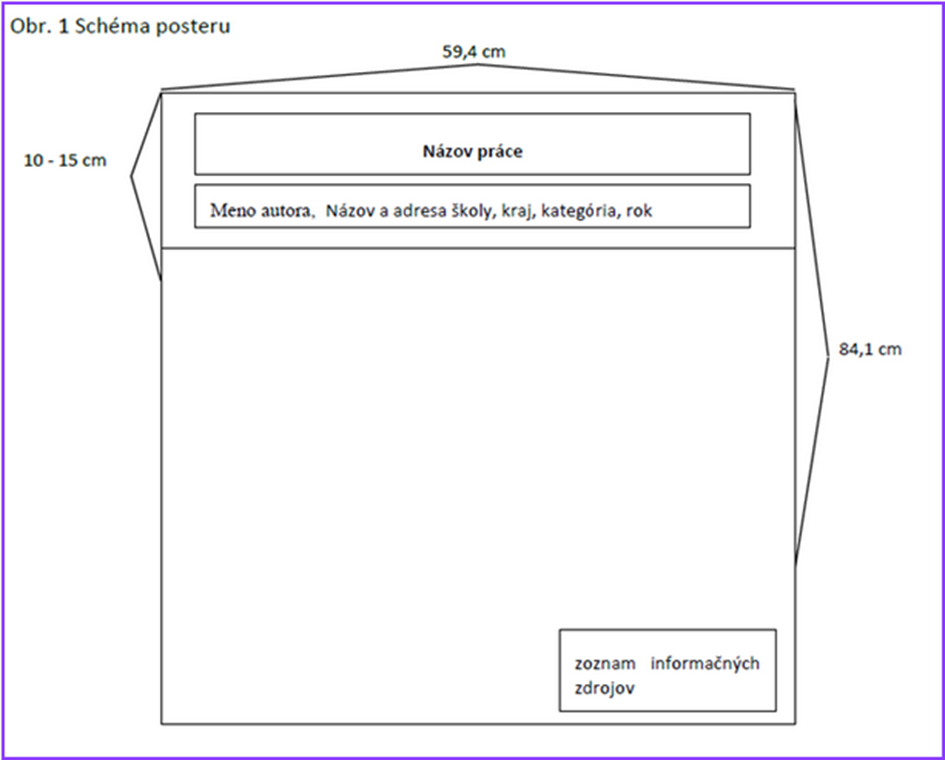 Obr. 1 Schéma posteru
59,4 cm
10 - 15 cm
Názov práce
Meno autora, Názov a adresa školy, kraj, kategória, rok
84,1 cm
zoznam informačných
zdrojov